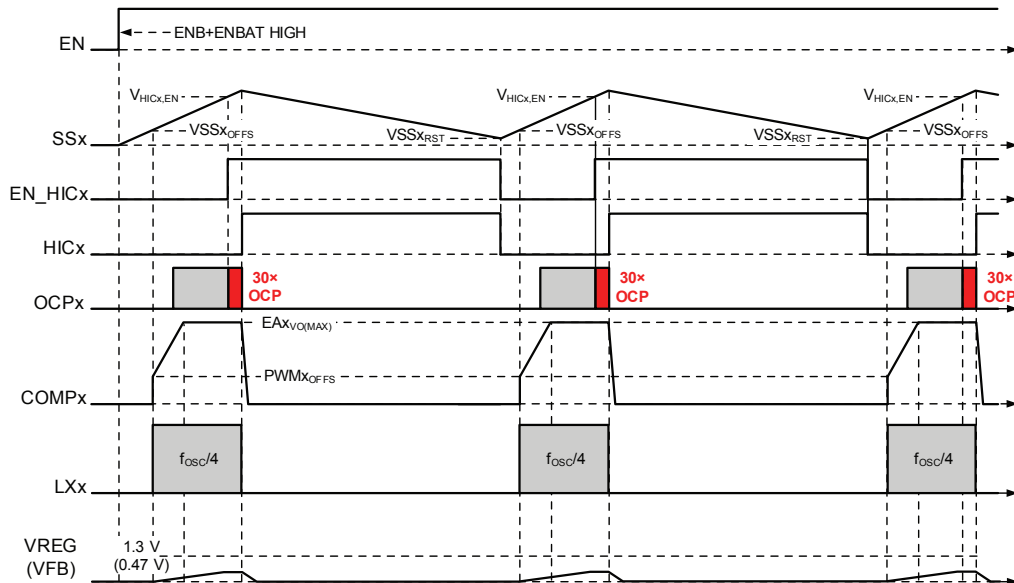 EN
ENB+ENBAT HIGH
VHICx,EN
VHICx,EN
VHICx,EN
VSSxOFFS
VSSxRST
VSSxOFFS
VSSxRST
VSSxOFFS
SSx
EN_HICx
HICx
OCPx
30×
OCP
30×
OCP
30×
OCP
EAxVO(MAX)
PWMxOFFS
COMPx
fOSC/4
fOSC/4
fOSC/4
LXx
VREG
(VFB)
1.3 V
(0.47 V)